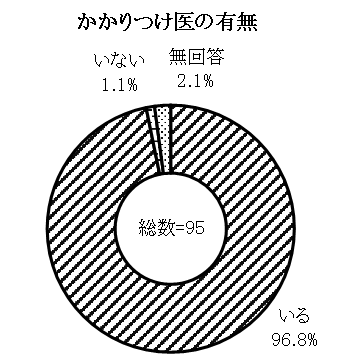 かかりつけ医の有無
いない
1.1%
無回答
2.1%
総数=95
いる
96.8%